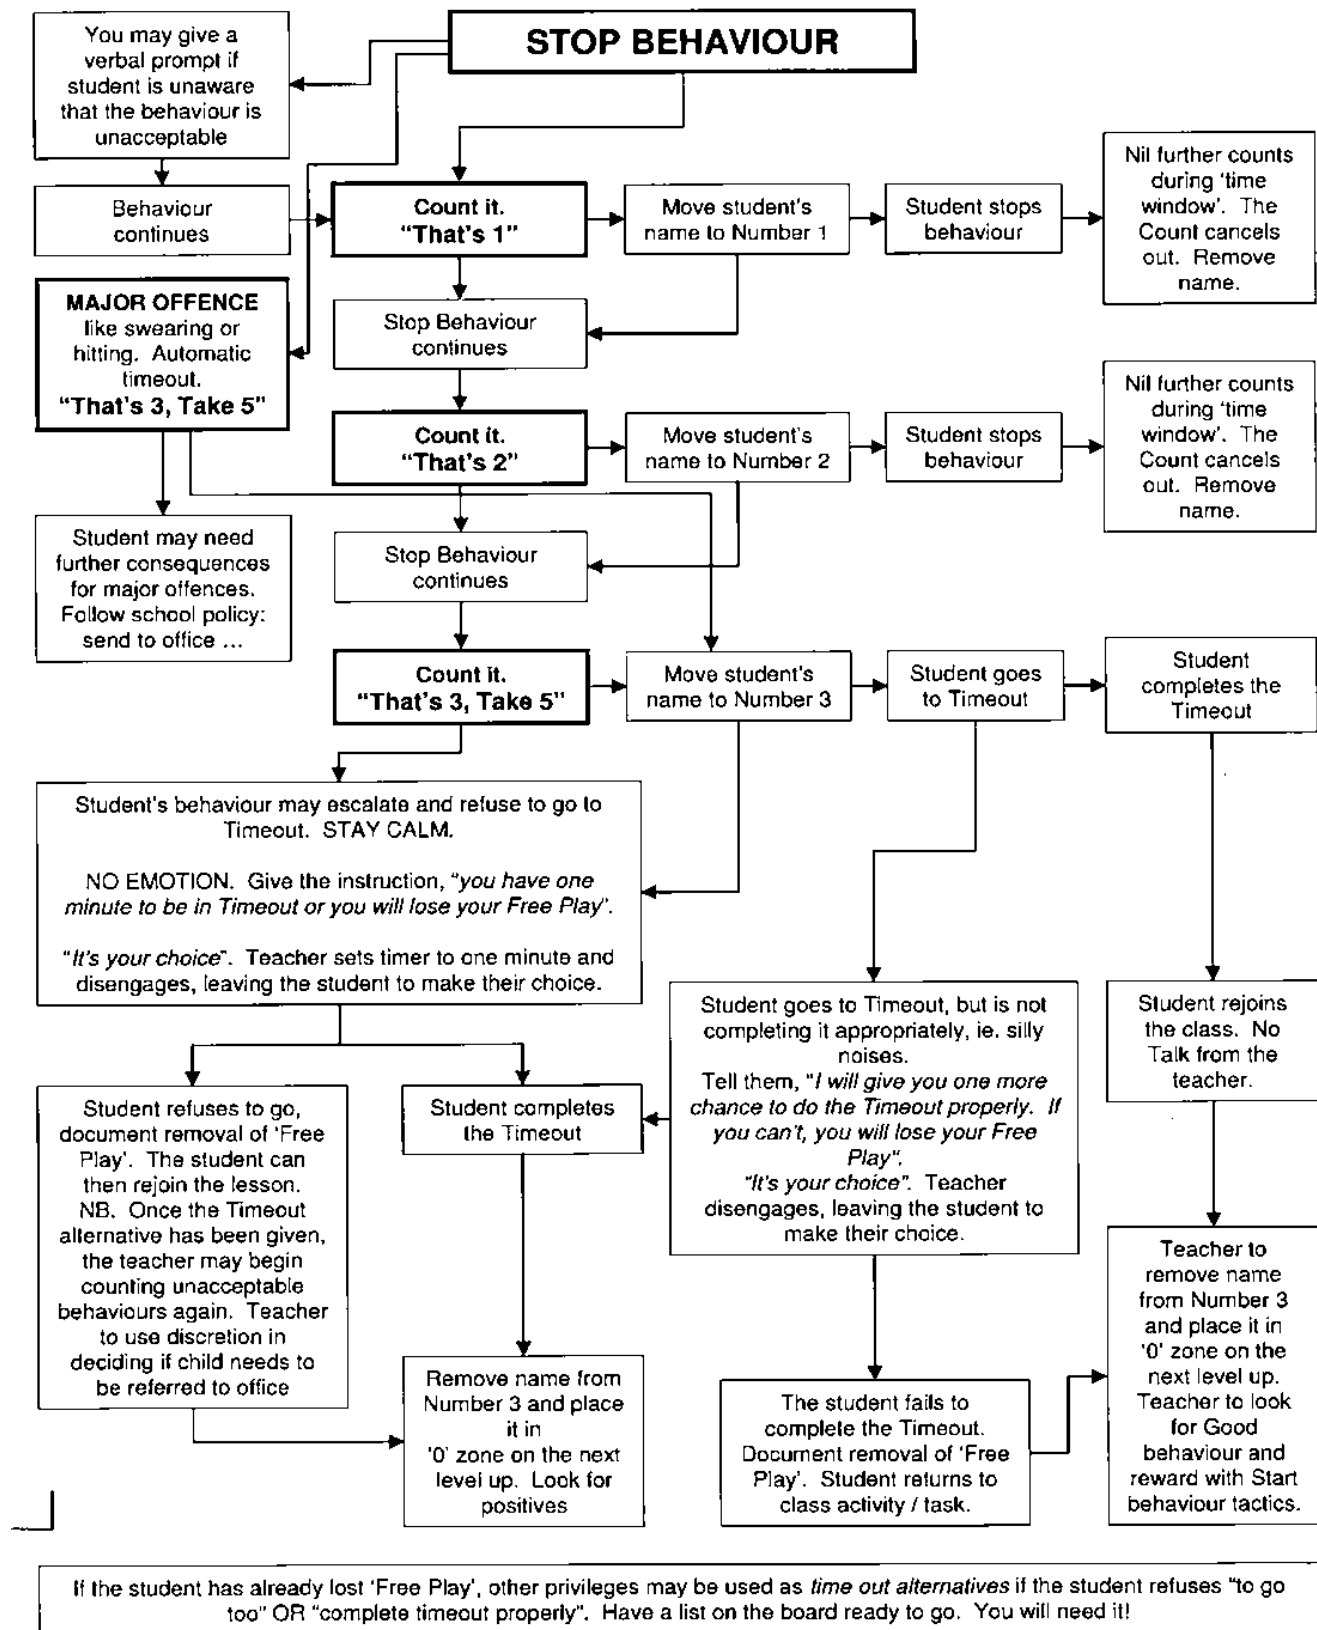 STOP BEHAVIOUR
You may give a
verbal prompt if
student is unaware
that the behaviour is
unacceptable
Behaviour
continues
Count it.
"That's 1"
Move student's
name to Number 1
Student stops
behaviour
Nil further counts
during 'time
window'. The
Count cancels
out. Remove
name.
MAJOR OFFENCE
like swearing or
hitting. Automatic
timeout.
"That's 3, Take 5"
Stop Behaviour
continues
Count it.
"That's 2"
Move student's
name to Number 2
Student stops
behaviour
Nil further counts
during 'time
window'. The
Count cancels
out. Remove
name.
Student may need
further consequences
for major offences.
Follow school policy:
send to office ...
Stop Behaviour
continues
Count it.
"That's 3, Take 5"
Move student's
name to Number 3
Student goes
to Timeout
Student
completes the
Timeout
Student's behaviour may escalate and refuse to go to
Timeout. STAY CALM.
NO EMOTION. Give the instruction, "you have one
minute to be in Timeout or you will lose your Free Play".
"It's your choice". Teacher sets timer to one minute and
disengages, leaving the student to make their choice.
Student goes to Timeout, but is not
completing it appropriately, ie. silly
noises.
Tell them, "I will give you one more
chance to do the Timeout properly. If
you can't, you will lose your Free
Play".
"It's your choice". Teacher
disengages, leaving the student to
make their choice.
Student rejoins
the class. No
Talk from the
teacher.
Student refuses to go,
document removal of 'Free
Play'. The student can
then rejoin the lesson.
NB. Once the Timeout
alternative has been given,
the teacher may begin
counting unacceptable
behaviours again. Teacher
to use discretion in
deciding if child needs to
be referred to office
Student completes
the Timeout
Remove name from
Number 3 and place
it in
'0' zone on the next
level up. Look for
positives
The student fails to
complete the Timeout.
Document removal of 'Free
Play'. Student returns to
class activity / task.
Teacher to
remove name
from Number 3
and place it in
'0' zone on the
next level up.
Teacher to look
for Good
behaviour and
reward with Start
behaviour tactics.
If the student has already lost 'Free Play', other privileges may be used as time out alternatives if the student refuses "to go
too" OR "complete timeout properly". Have a list on the board ready to go. You will need it!